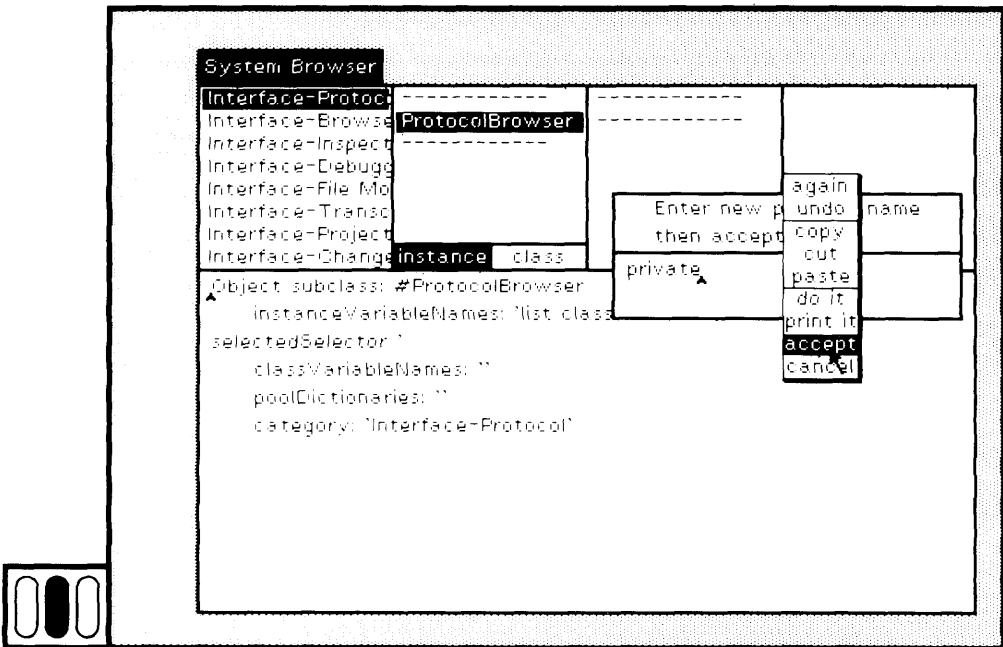 System Browser
Interface-Protoc
Interface-Browse
Interface-Inspect
Interface-Debugg
Interface-File Mo
Interface-Transc
Interface-Project
Interface-Change
------------
ProtocolBrowser
------------
instance class
------------
------------
Enter new p name
then accept
private
again
undo
copy
cut
paste
do it
print it
accept
cancel
Object subclass: #ProtocolBrowser
instanceVariableNames: 'list class
selectedSelector '
classVariableNames: ''
poolDictionaries: ''
category: 'Interface-Protocol'